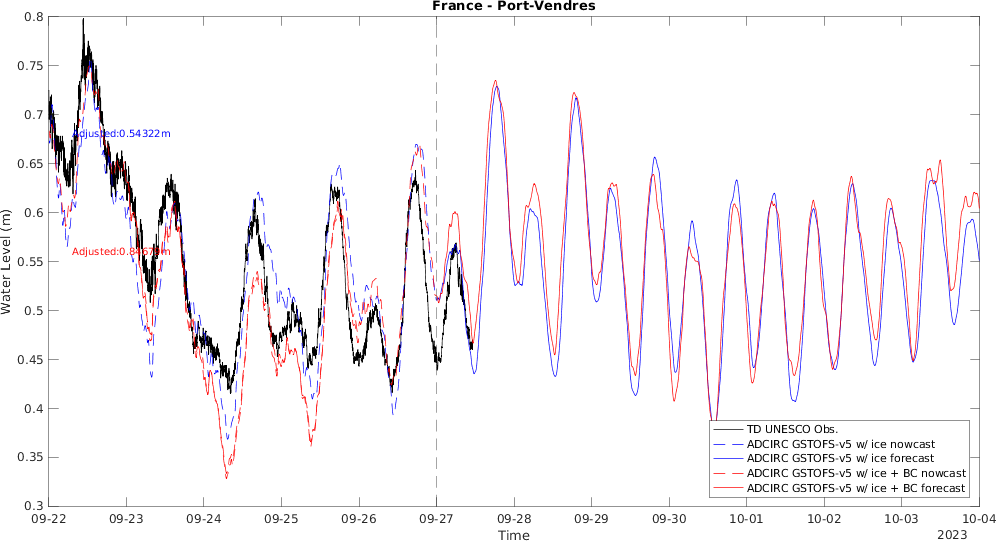 France - Port-Vendres
0.8
0.75
0.7
0.65
0.6
0.55
0.5
0.45
0.4
0.35
0.3
Water Level (m)
Adjusted:0.54322m
09-22
09-23
09-24
09-25
09-26
09-27
09-28
09-29
09-30
10-01
10-02
10-03
10-04
Time
2023
TD UNESCO Obs.
ADCIRC GSTOFS-v5 w/ ice nowcast
ADCIRC GSTOFS-v5 w/ ice forecast
ADCIRC GSTOFS-v5 w/ ice + BC nowcast
ADCIRC GSTOFS-v5 w/ ice + BC forecast